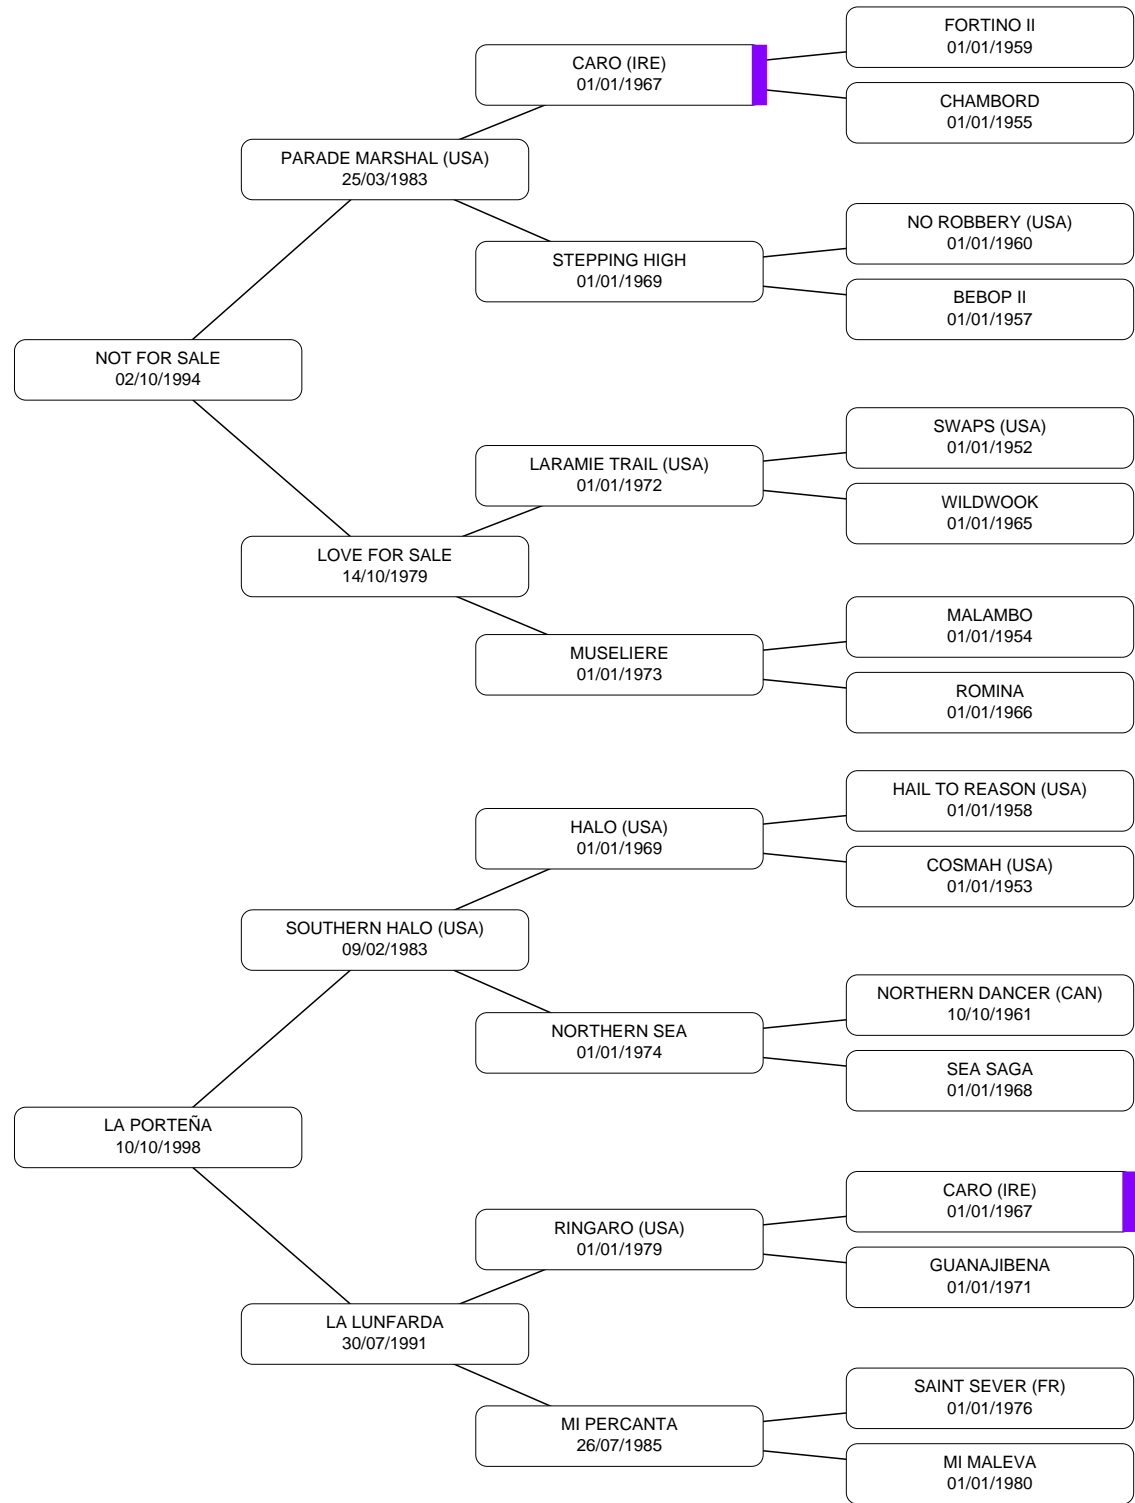 FORTINO II
01/01/1959
CARO (IRE)
01/01/1967
CHAMBORD
01/01/1955
PARADE MARSHAL (USA)
25/03/1983
NO ROBBERY (USA)
01/01/1960
STEPPING HIGH
01/01/1969
BEBOP II
01/01/1957
NOT FOR SALE
02/10/1994
SWAPS (USA)
01/01/1952
LARAMIE TRAIL (USA)
01/01/1972
WILDWOOK
01/01/1965
LOVE FOR SALE
14/10/1979
MALAMBO
01/01/1954
MUSELIERE
01/01/1973
ROMINA
01/01/1966
HAIL TO REASON (USA)
01/01/1958
HALO (USA)
01/01/1969
COSMAH (USA)
01/01/1953
SOUTHERN HALO (USA)
09/02/1983
NORTHERN DANCER (CAN)
10/10/1961
NORTHERN SEA
01/01/1974
SEA SAGA
01/01/1968
LA PORTEÑA
10/10/1998
CARO (IRE)
01/01/1967
RINGARO (USA)
01/01/1979
GUANAJIBENA
01/01/1971
LA LUNFARDA
30/07/1991
SAINT SEVER (FR)
01/01/1976
MI PERCANTA
26/07/1985
MI MALEVA
01/01/1980